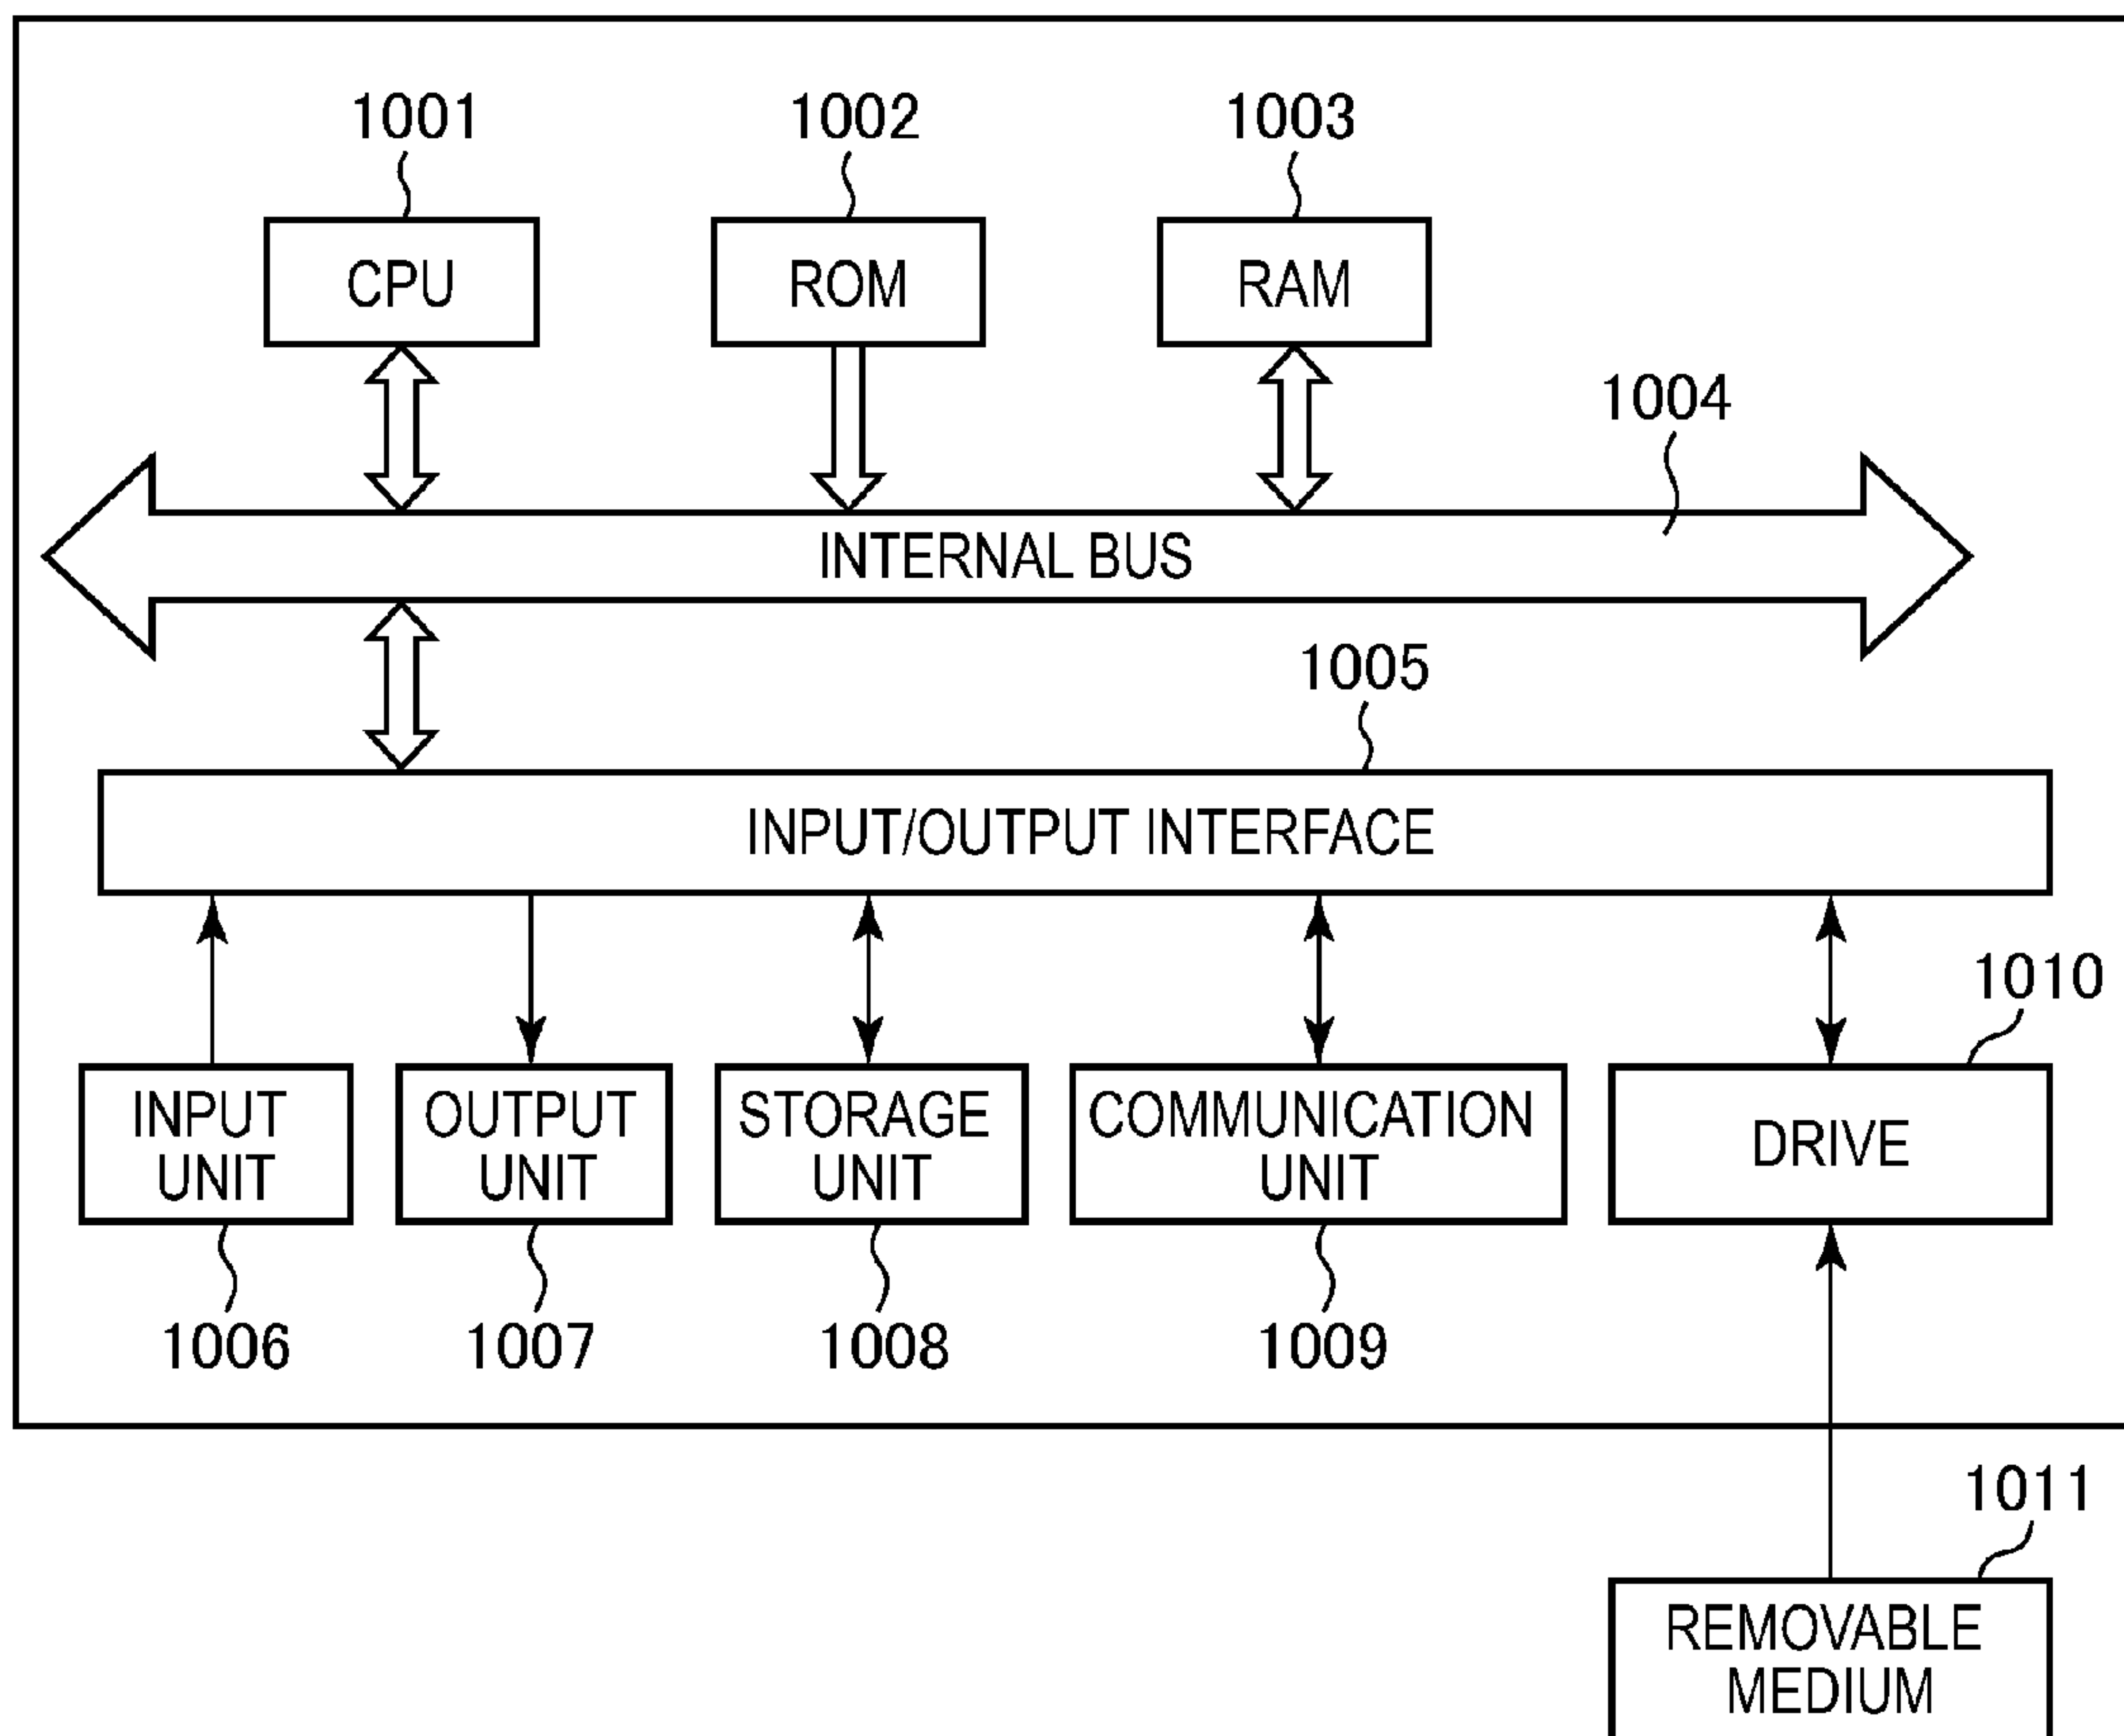 1001
1002
1003
CPU
ROM
RAM
1004
INTERNAL BUS
1005
INPUT/OUTPUT INTERFACE
1010
INPUT
UNIT
OUTPUT
UNIT
STORAGE
UNIT
COMMUNICATION
UNIT
DRIVE
1006
1007
1008
1009
1011
REMOVABLE
MEDIUM